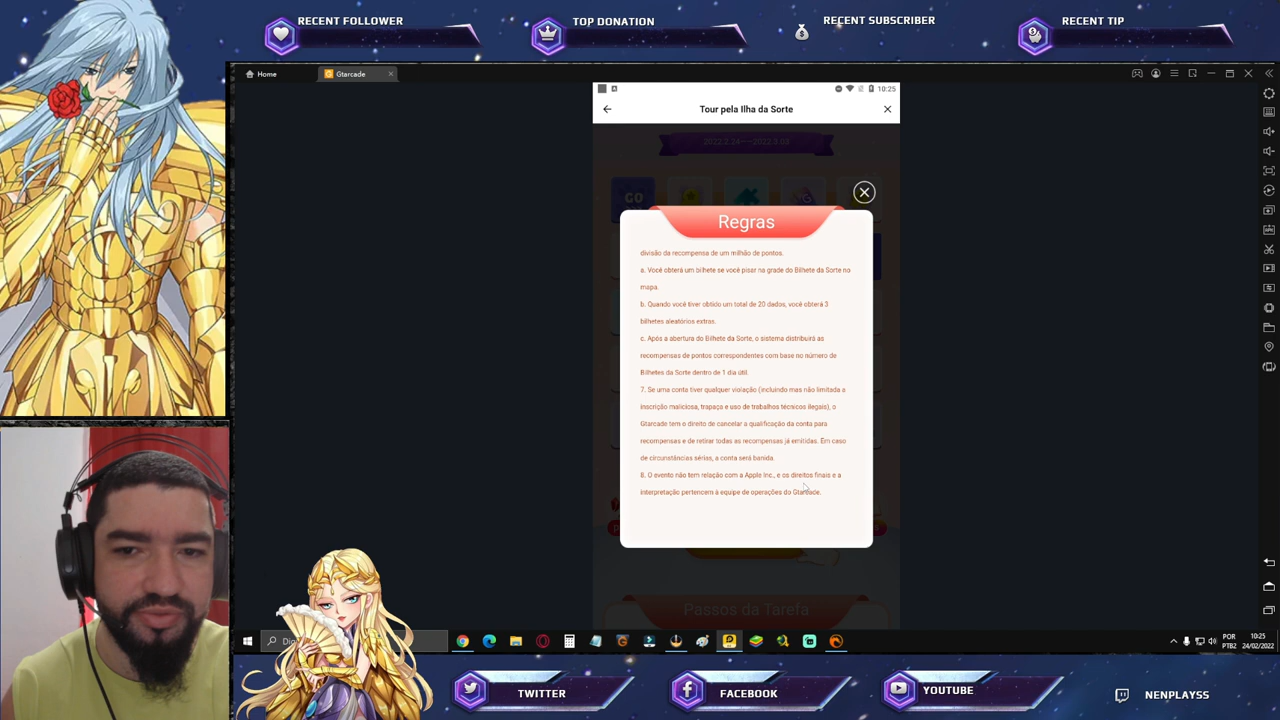 RECENT FOLLOWER
TOP DONATION
RECENT SUBSCRIBER
RECENT TIP
Home
Gtarcade
10:25
Tour pela Ilha da Sorte
GO
Regras
divisão da recompensa de um milhão de pontos.
a. Você obterá um bilhete se você pisar na grade do Bilhete da Sorte no
mapa.
b. Quando você tiver obtido um total de 20 dados, você obterá 3
bilhetes aleatórios extras.
c. Após a abertura do Bilhete da Sorte, o sistema distribuirá as
recompensas de pontos correspondentes com base no número de
Bilhetes da Sorte dentro de 1 dia útil.
7. Se uma conta tiver qualquer violação (incluindo mas não limitada a
inscrição maliciosa, trapaça e uso de trabalhos técnicos ilegais), o
Gtarcade tem o direito de cancelar a qualificação da conta para
recompensas e de retirar todas as recompensas já emitidas. Em caso
de circunstâncias sérias, a conta será banida.
8. O evento não tem relação com a Apple Inc., e os direitos finais e a
interpretação pertencem à equipe de operações do Gtarcade.
Passos da Tarefa
POR
PTB2
10:25
24/02/2022
TWITTER
FACEBOOK
YOUTUBE
NENPLAYSS